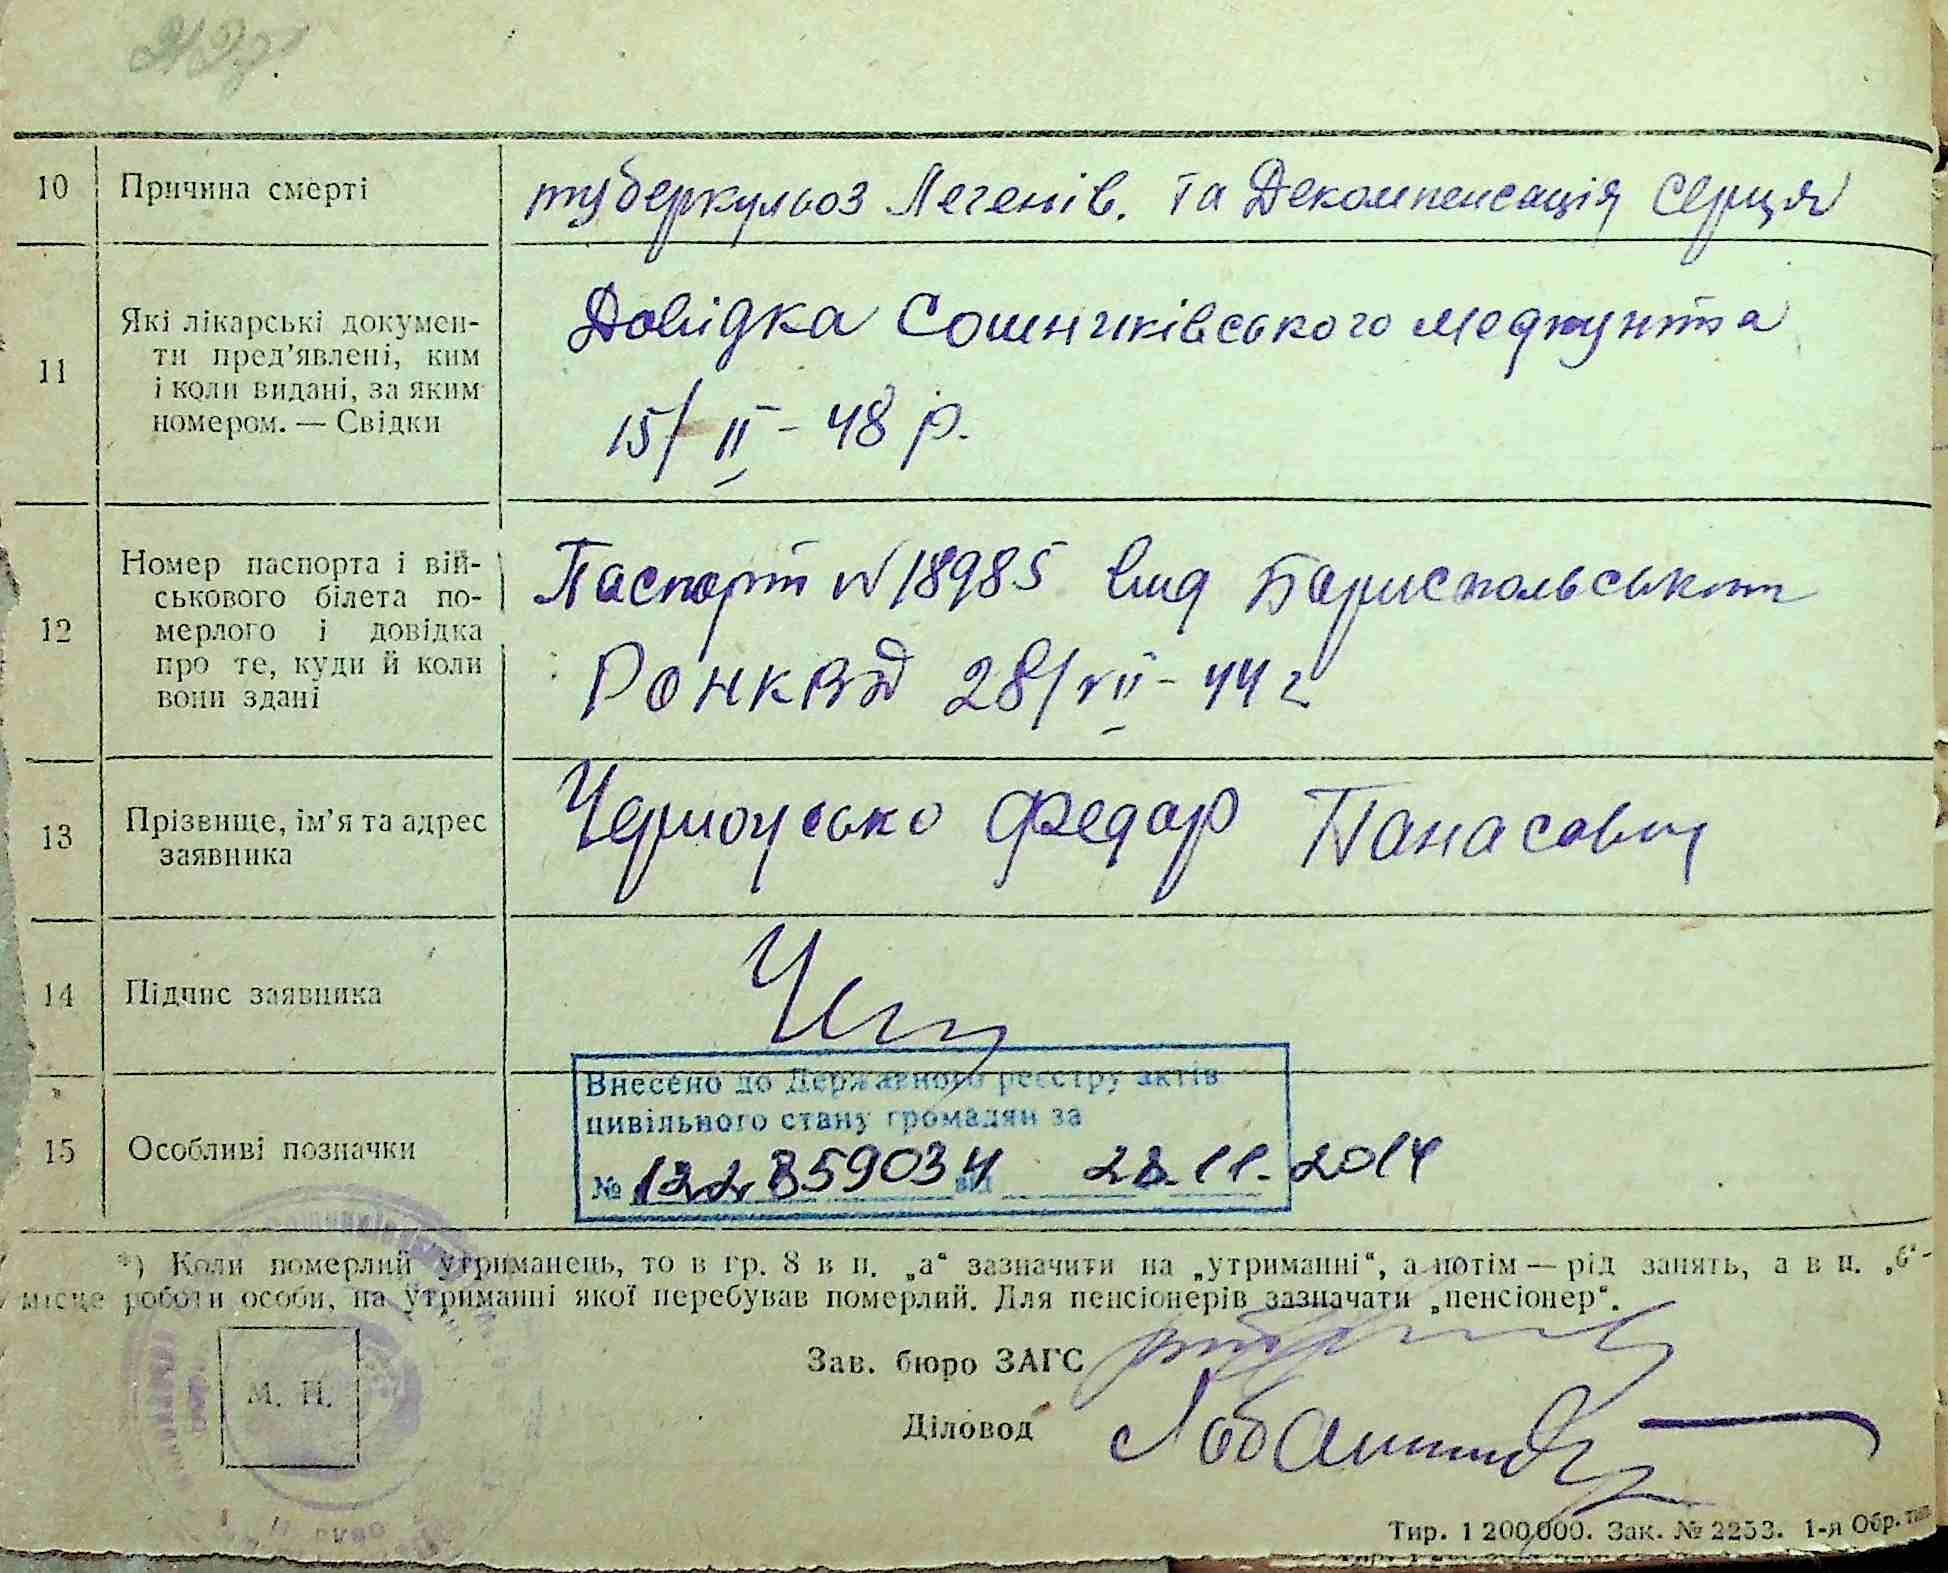 10 Причина смерті туберкульоз Легенів. та Декомпенсація Серця
11 Які лікарські докумен-
ти пред'явлені, ким
і коли видані, за яким
номером. — Свідки
Довідка Сошниківського медпункта
15/II - 48 р.
12 Номер паспорта і вій-
ськового білета по-
мерлого і довідка
про те, куди й коли
вони здані
Паспорт N 18985 вид Бориспольським
РОНКВД 28/VII - 44 г
13 Прізвище, ім'я та адрес
заявника
Черноусько Федор Панасович
14 Підпис заявника
15 Особливі позначки
Внесено до Державного реєстру актів
цивільного стану громадян за
№ 122859034 від 28.11.2014
*) Коли померлий утриманець, то в гр. 8 в п. „а“ зазначити на „утриманні“, а потім — рід занять, а в п. „б“-
місце роботи особи, на утриманні якої перебував померлий. Для пенсіонерів зазначати „пенсіонер“.
Зав. бюро ЗАГС
М. П.
Діловод
Тир. 1 200 000. Зак. № 2253. 1-я Обр. тип